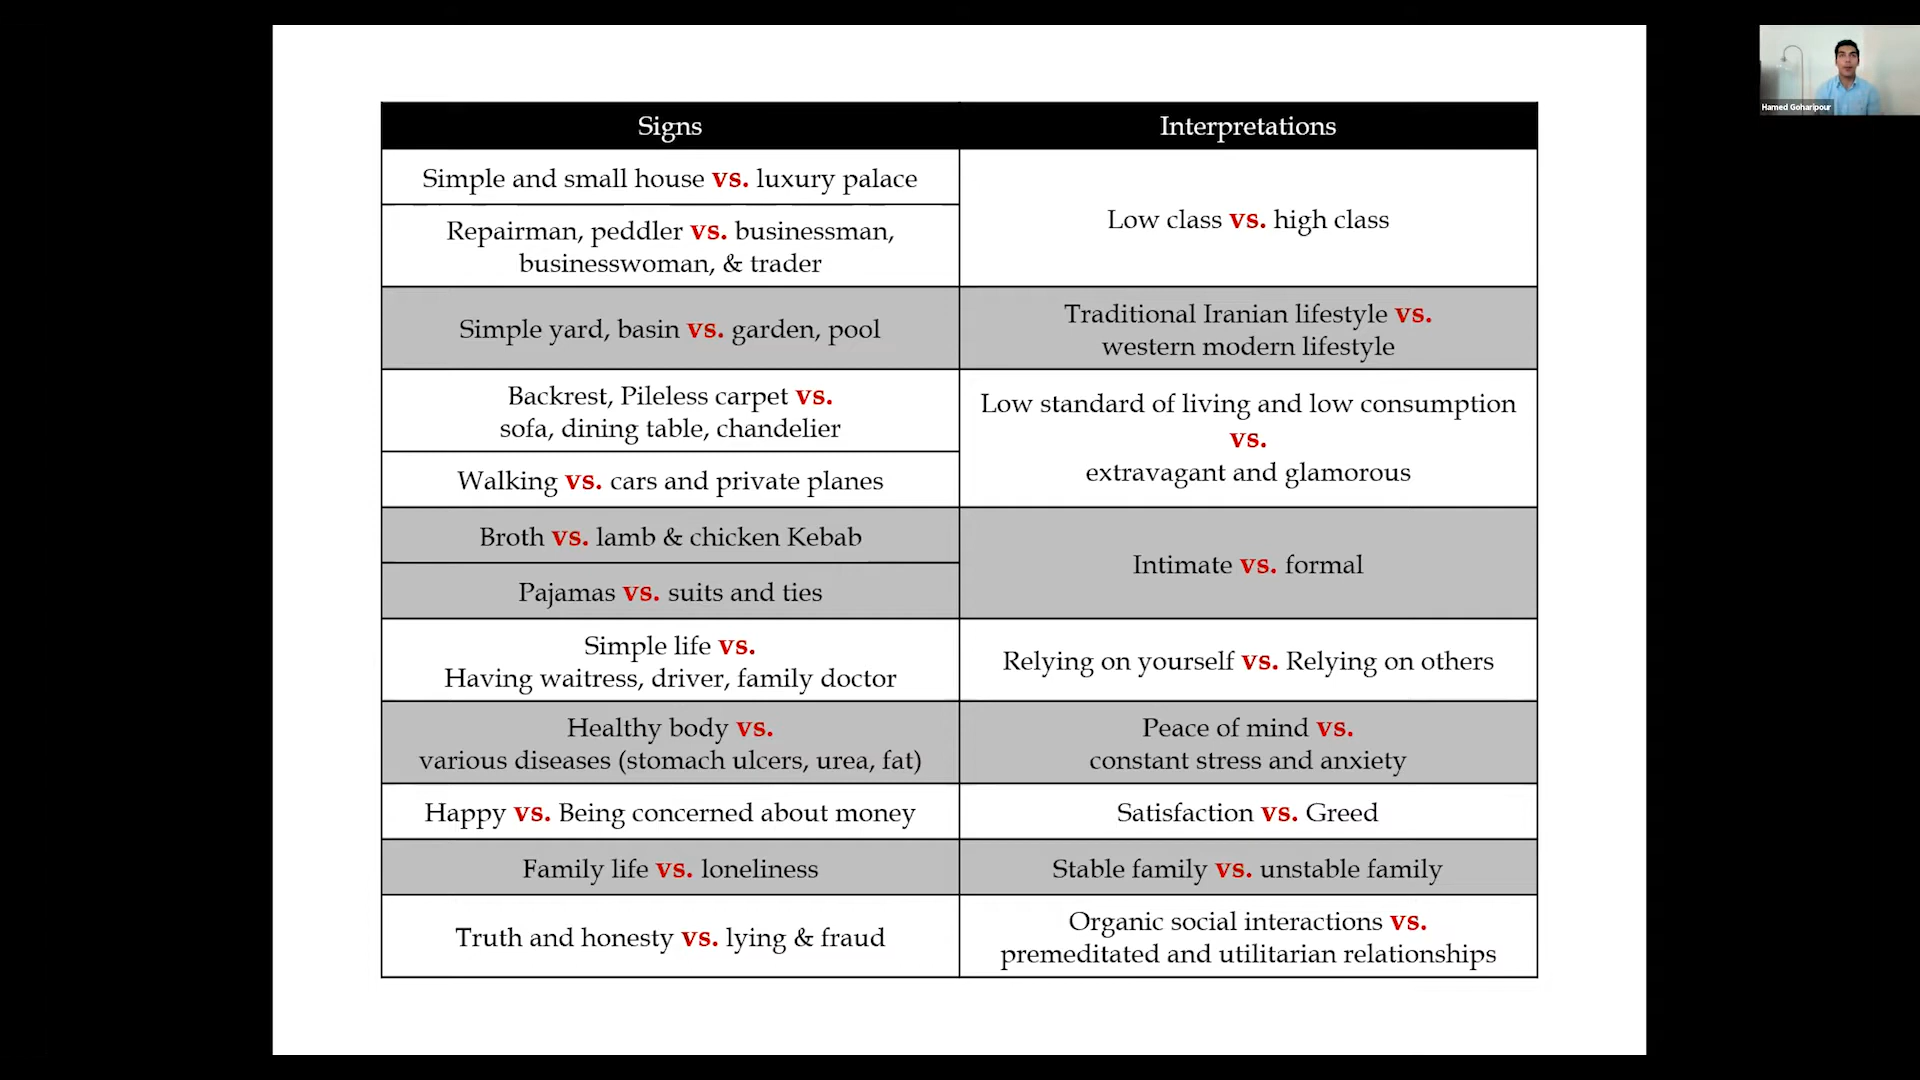 Signs
Interpretations
Simple and small house vs. luxury palace
Repairman, peddler vs. businessman,
businesswoman, & trader
Low class vs. high class
Simple yard, basin vs. garden, pool
Traditional Iranian lifestyle vs.
western modern lifestyle
Backrest, Pileless carpet vs.
sofa, dining table, chandelier
Walking vs. cars and private planes
Low standard of living and low consumption
vs.
extravagant and glamorous
Broth vs. lamb & chicken Kebab
Pajamas vs. suits and ties
Intimate vs. formal
Simple life vs.
Having waitress, driver, family doctor
Relying on yourself vs. Relying on others
Healthy body vs.
various diseases (stomach ulcers, urea, fat)
Peace of mind vs.
constant stress and anxiety
Happy vs. Being concerned about money
Satisfaction vs. Greed
Family life vs. loneliness
Stable family vs. unstable family
Truth and honesty vs. lying & fraud
Organic social interactions vs.
premeditated and utilitarian relationships
Hamed Goharipour